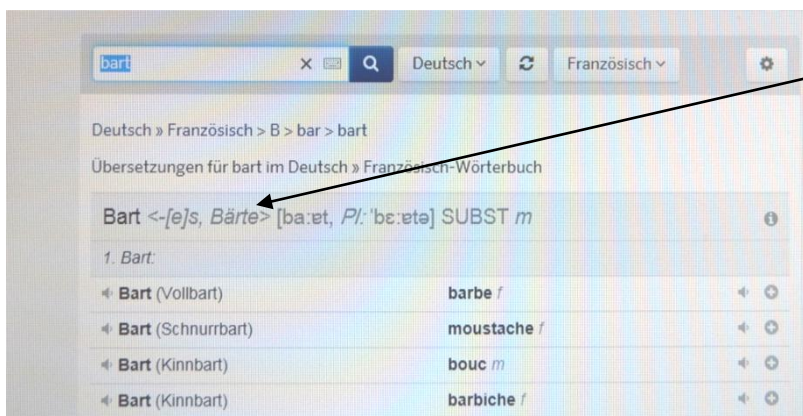 bart Deutsch Französisch
Deutsch » Französisch > B > bar > bart
Übersetzungen für bart im Deutsch » Französisch-Wörterbuch
Bart <-[e]s, Bärte> [baːɐt, Pl: ˈbɛːɐtə] SUBST m
1. Bart:
Bart (Vollbart) barbe f
Bart (Schnurrbart) moustache f
Bart (Kinnbart) bouc m
Bart (Kinnbart) barbiche f